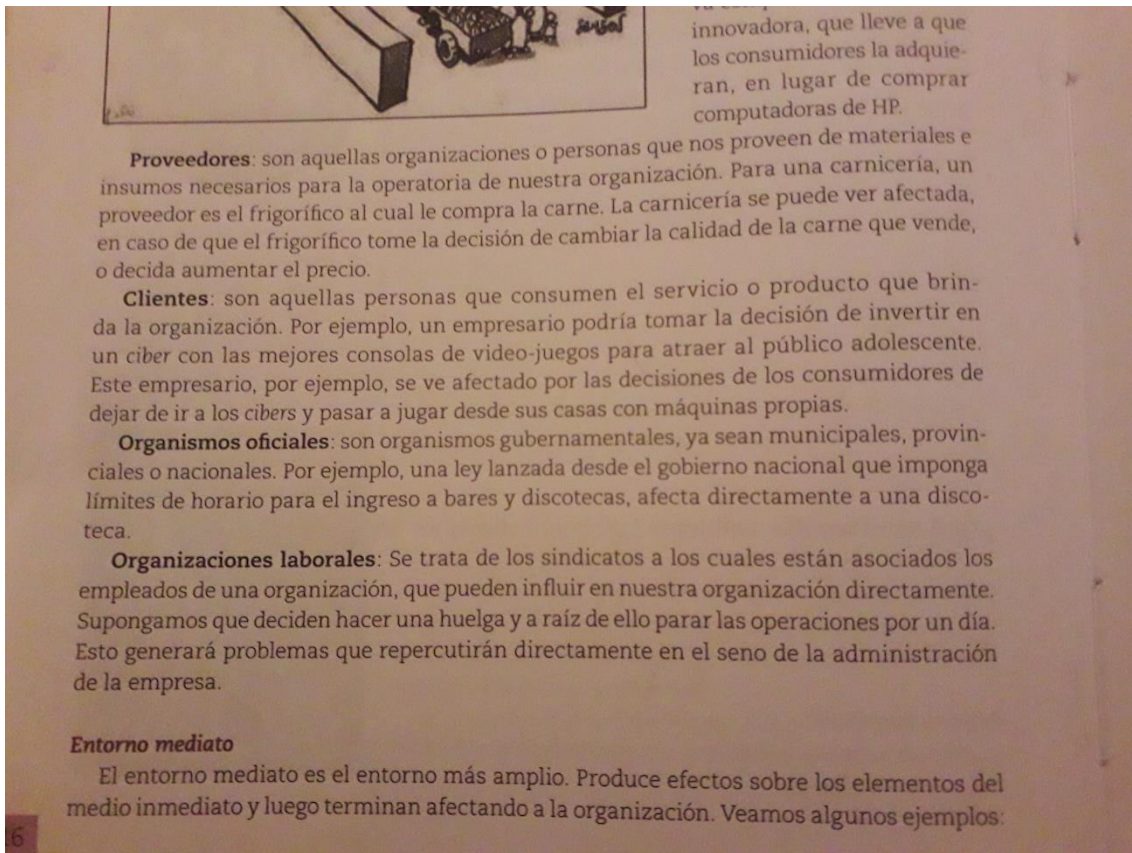 innovadora, que lleve a que
los consumidores la adquie-
ran, en lugar de comprar
computadoras de HP.
Proveedores: son aquellas organizaciones o personas que nos proveen de materiales e
insumos necesarios para la operatoria de nuestra organización. Para una carnicería, un
proveedor es el frigorífico al cual le compra la carne. La carnicería se puede ver afectada,
en caso de que el frigorífico tome la decisión de cambiar la calidad de la carne que vende,
o decida aumentar el precio.
Clientes: son aquellas personas que consumen el servicio o producto que brin-
da la organización. Por ejemplo, un empresario podría tomar la decisión de invertir en
un ciber con las mejores consolas de video-juegos para atraer al público adolescente.
Este empresario, por ejemplo, se ve afectado por las decisiones de los consumidores de
dejar de ir a los cibers y pasar a jugar desde sus casas con máquinas propias.
Organismos oficiales: son organismos gubernamentales, ya sean municipales, provin-
ciales o nacionales. Por ejemplo, una ley lanzada desde el gobierno nacional que imponga
límites de horario para el ingreso a bares y discotecas, afecta directamente a una disco-
teca.
Organizaciones laborales: Se trata de los sindicatos a los cuales están asociados los
empleados de una organización, que pueden influir en nuestra organización directamente.
Supongamos que deciden hacer una huelga y a raíz de ello parar las operaciones por un día.
Esto generará problemas que repercutirán directamente en el seno de la administración
de la empresa.
Entorno mediato
El entorno mediato es el entorno más amplio. Produce efectos sobre los elementos del
medio inmediato y luego terminan afectando a la organización. Veamos algunos ejemplos: